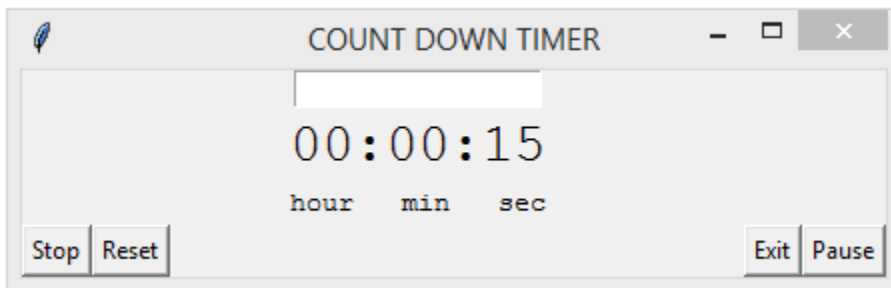 COUNT DOWN TIMER
00:00:15
hour min sec
Stop Reset Exit Pause